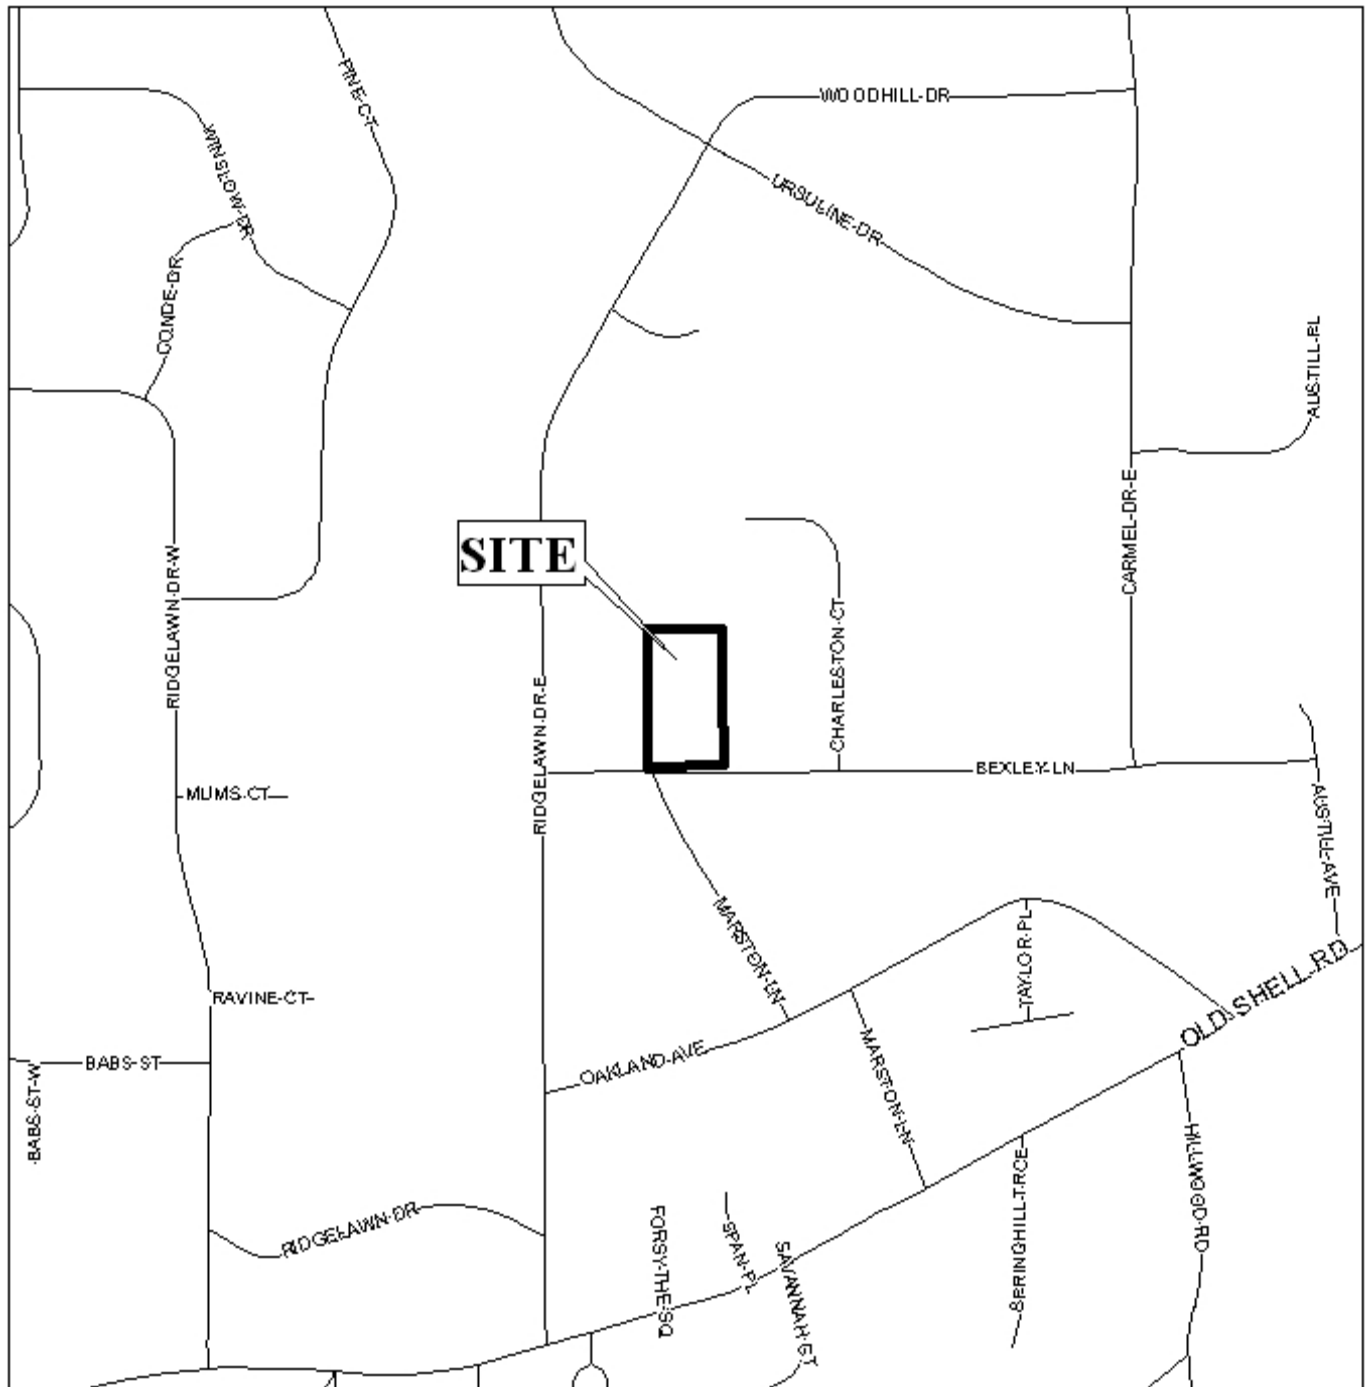 PINE-CT
WOODHILL-DR
WINSLOW-DR
URSULINE-DR
CONDE-DR
AUSTILL-PL
CARMEL-DR-E
SITE
RIDGELAWN-DR-W
CHARLESTON-CT
RIDGELAWN-DR-E
BEXLEY-LN
MUMS-CT
AUSTILL-AVE
MARSTON-LN
TAYLOR-PL
RAVINE-CT
OLD SHELL-RD
BABS-ST
OAKLAND-AVE
MARSTON-LN
BABS-ST-W
HILLWOOD-RD
SPRINGHILL-TRCE
RIDGELAWN-DR
FORSYTHE-SQ
SPAN-PL
SAVANNAH-ST